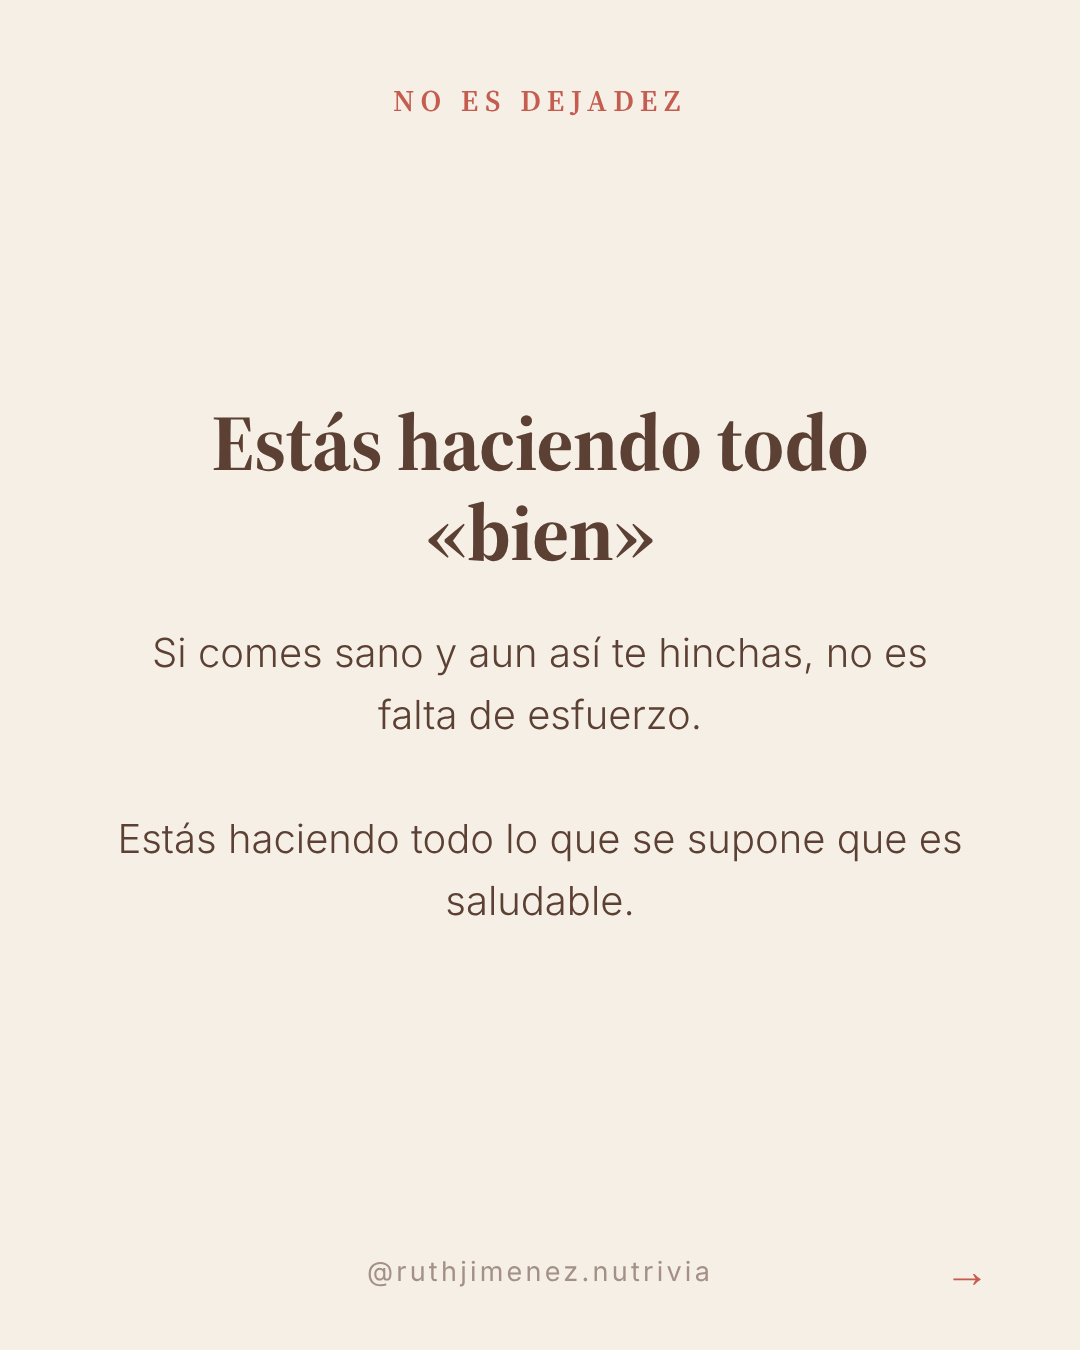 NO ES DEJADEZ
Estás haciendo todo
«bien»
Si comes sano y aun así te hinchas, no es
falta de esfuerzo.
Estás haciendo todo lo que se supone que es
saludable.
@ruthjimenez.nutrivia
→